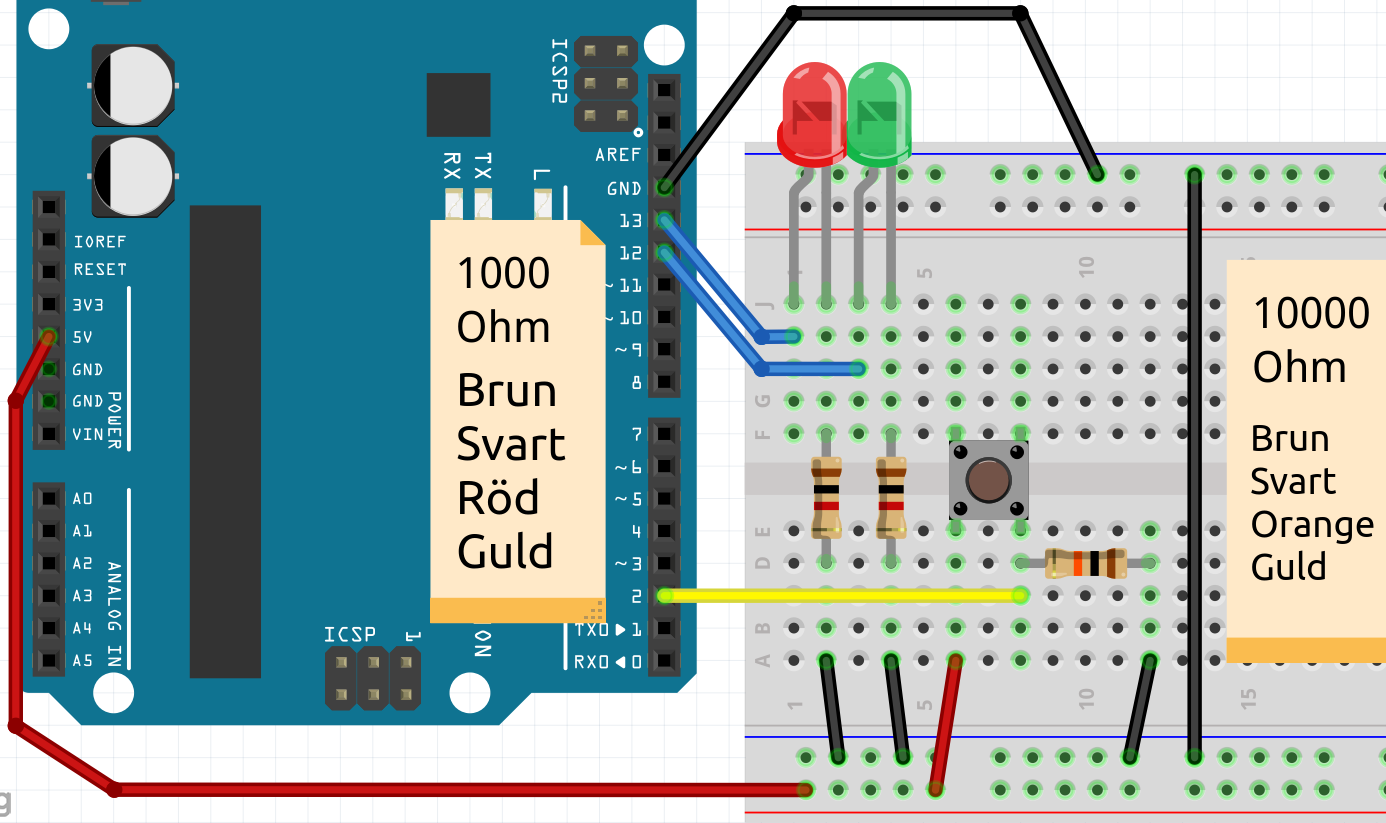 ICSP2
AREF
GND
13
12
~11
~10
~9
8
7
~6
~5
4
~3
2
TX0▶1
RX0◀0
RX
TX
L
IOREF
RESET
3V3
5V
GND
GND
VIN
POWER
A0
A1
A2
A3
A4
A5
ANALOG IN
ICSP
1
ON
1000
Ohm
Brun
Svart
Röd
Guld
1
5
10
J
G
F
E
D
B
A
1
5
10
15
10000
Ohm
Brun
Svart
Orange
Guld
g